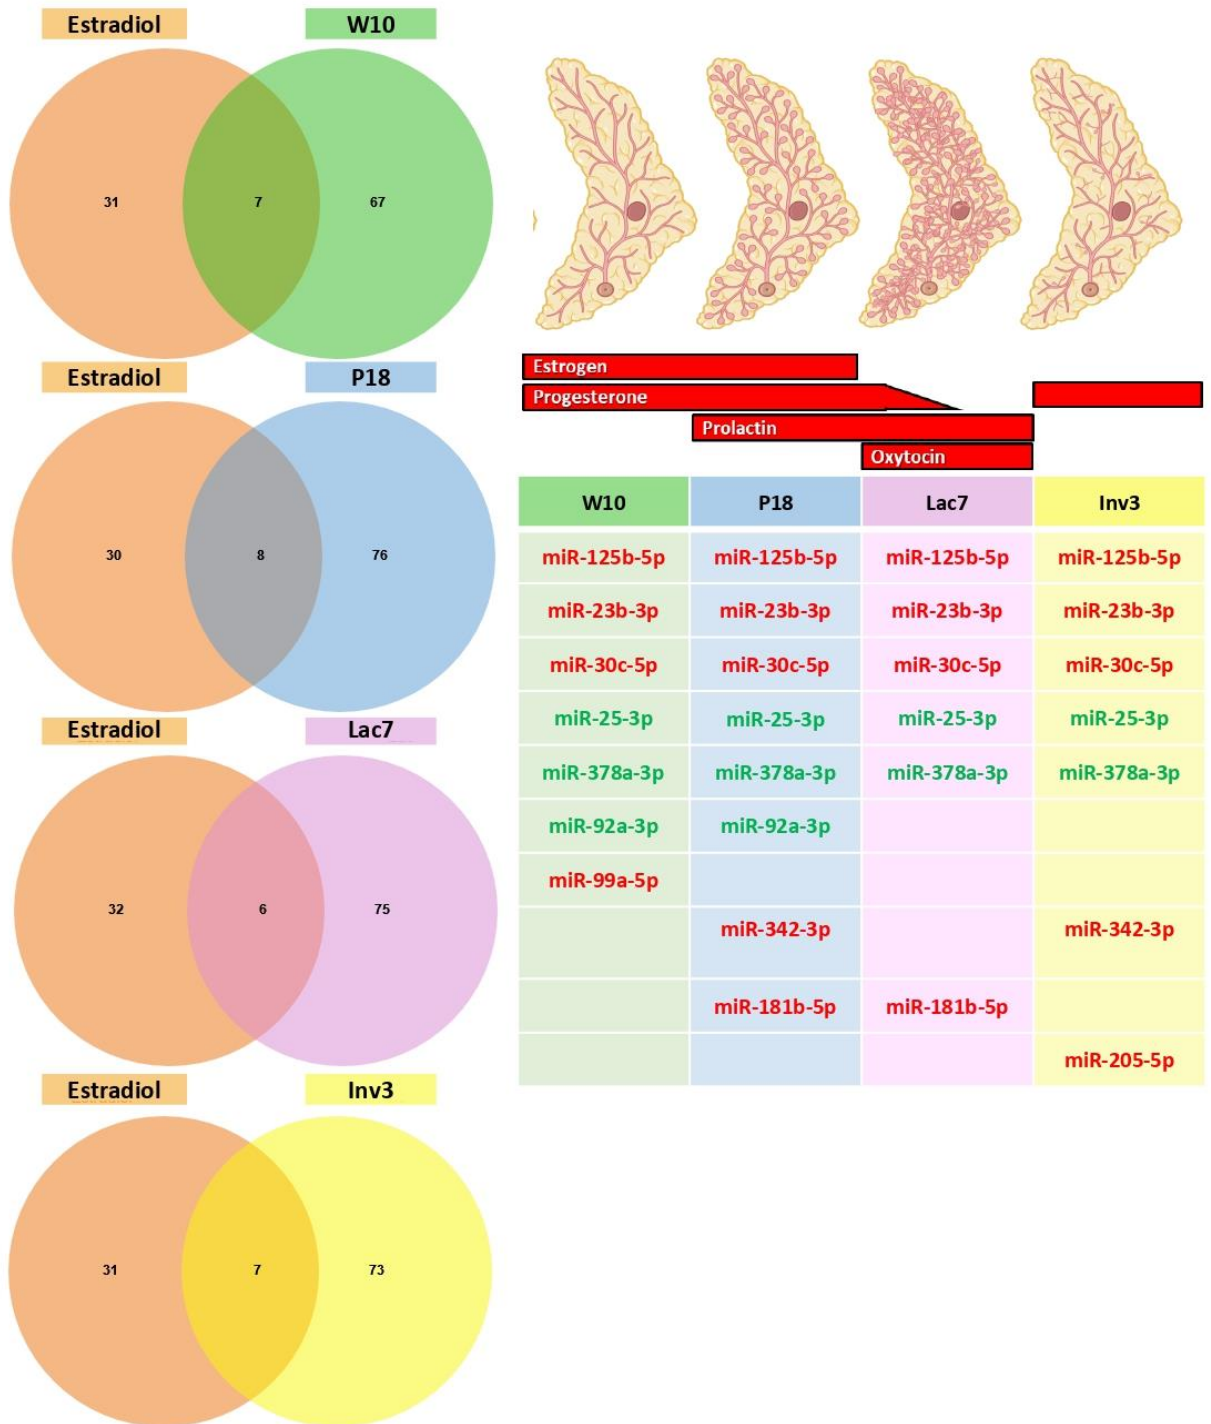 Estradiol W10
31 7 67
Estradiol P18
30 8 76
Estradiol Lac7
32 6 75
Estradiol Inv3
31 7 73
Estrogen
Progesterone
Prolactin
Oxytocin
W10 P18 Lac7 Inv3
miR-125b-5p miR-125b-5p miR-125b-5p miR-125b-5p
miR-23b-3p miR-23b-3p miR-23b-3p miR-23b-3p
miR-30c-5p miR-30c-5p miR-30c-5p miR-30c-5p
miR-25-3p miR-25-3p miR-25-3p miR-25-3p
miR-378a-3p miR-378a-3p miR-378a-3p miR-378a-3p
miR-92a-3p miR-92a-3p
miR-99a-5p
miR-342-3p miR-342-3p
miR-181b-5p miR-181b-5p
miR-205-5p